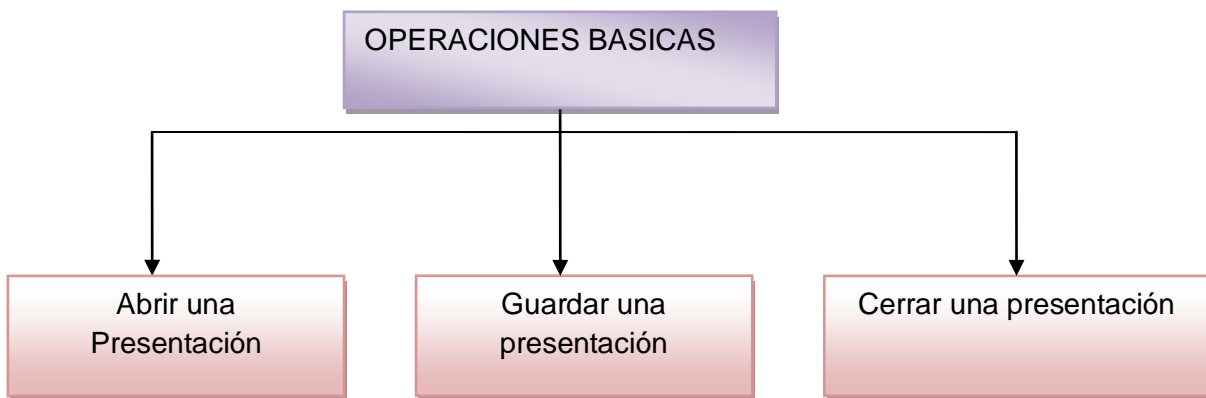 OPERACIONES BASICAS
Abrir una
Presentación
Guardar una
presentación
Cerrar una presentación